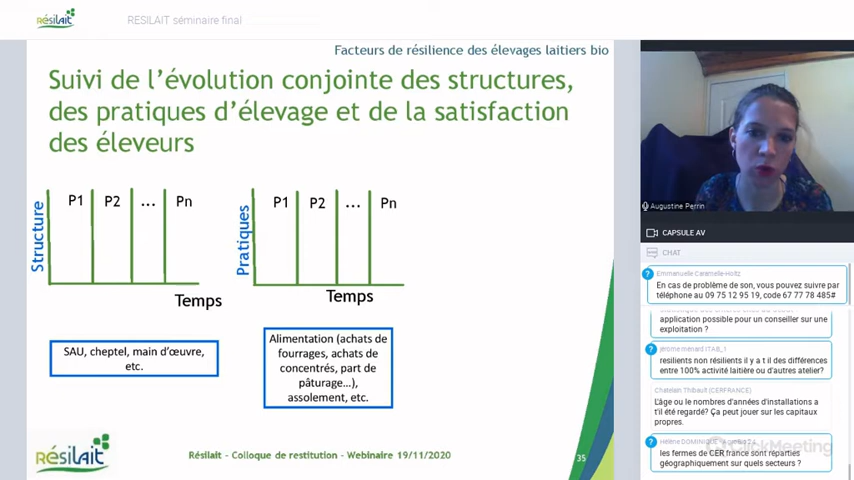 Résilait
RESILAIT séminaire final
Facteurs de résilience des élevages laitiers bio
Suivi de l'évolution conjointe des structures,
des pratiques d'élevage et de la satisfaction
des éleveurs
Structure
P1 P2 ... Pn
Temps
Pratiques
P1 P2 ... Pn
Temps
SAU, cheptel, main d'œuvre,
etc.
Alimentation (achats de
fourrages, achats de
concentrés, part de
pâturage...),
assolement, etc.
Résilait
Résilait - Colloque de restitution - Webinaire 19/11/2020
35
Augustine Perrin
CAPSULE AV
CHAT
?
Emmanuelle Caramelle-Holtz
En cas de problème de son, vous pouvez suivre par
téléphone au 09 75 12 95 19, code 67 77 78 485#
application possible pour un conseiller sur une
exploitation ?
?
jérôme ménard ITAB_1
resilients non résilients il y a t il des différences
entre 100% activité laitière ou d'autres atelier?
Chatelain Thibault (CERFRANCE)
L'âge ou le nombres d'années d'installations a
t'il été regardé? Ça peut jouer sur les capitaux
propres.
?
Hélène DOMINIQUE
les fermes de CER france sont réparties
géographiquement sur quels secteurs ?
ClickMeeting